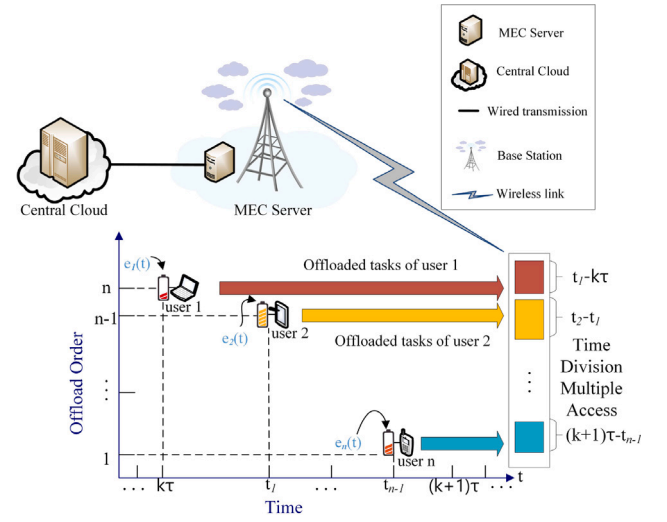 MEC Server
Central Cloud
Wired transmission
Base Station
Wireless link
Central Cloud
MEC Server
Offload Order
n
n-1
⋮
1
e₁(t)
user 1
Offloaded tasks of user 1
t₁-kτ
e₂(t)
user 2
Offloaded tasks of user 2
t₂-t₁
Time
Division
Multiple
Access
⋮
eₙ(t)
user n
(k+1)τ-tₙ₋₁
... kτ t₁ ... tₙ₋₁ (k+1)τ ... t
Time